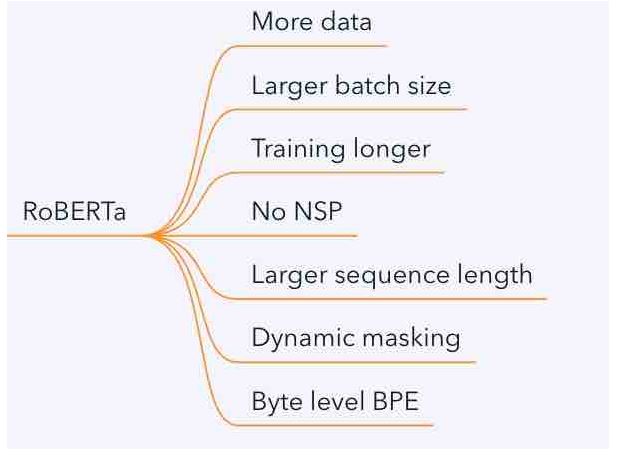 RoBERTa
More data
Larger batch size
Training longer
No NSP
Larger sequence length
Dynamic masking
Byte level BPE